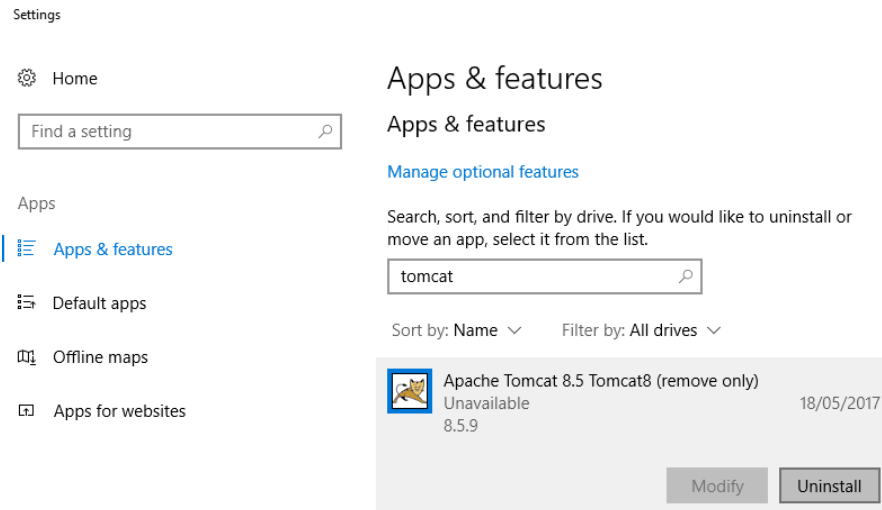 Settings
Home
Find a setting
Apps
Apps & features
Default apps
Offline maps
Apps for websites
Apps & features
Apps & features
Manage optional features
Search, sort, and filter by drive. If you would like to uninstall or
move an app, select it from the list.
tomcat
Sort by: Name Filter by: All drives
Apache Tomcat 8.5 Tomcat8 (remove only)
Unavailable 18/05/2017
8.5.9
Modify Uninstall